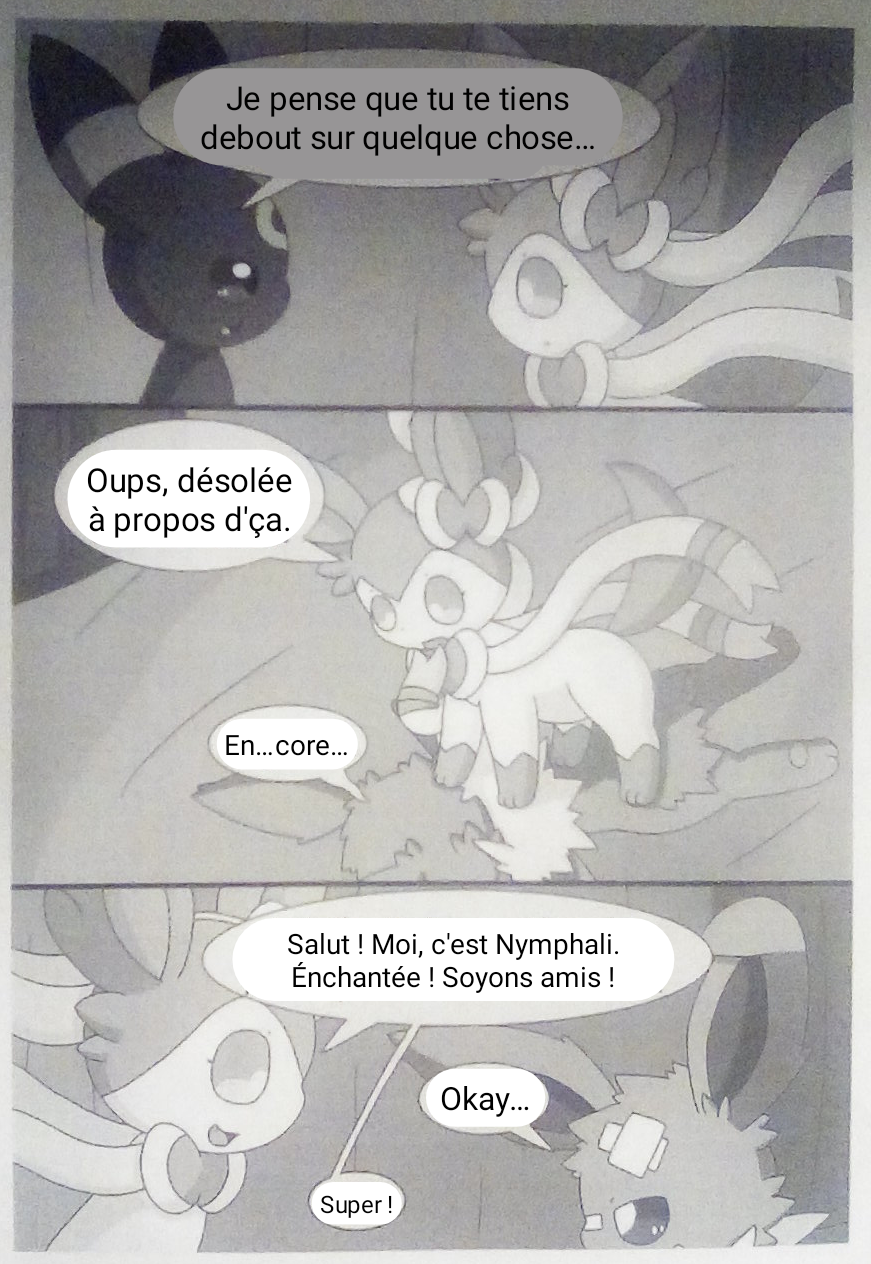 Je pense que tu te tiens
debout sur quelque chose...
Oups, désolée
à propos d'ça.
En...core...
Salut ! Moi, c'est Nymphali.
Énchantée ! Soyons amis !
Okay...
Super !